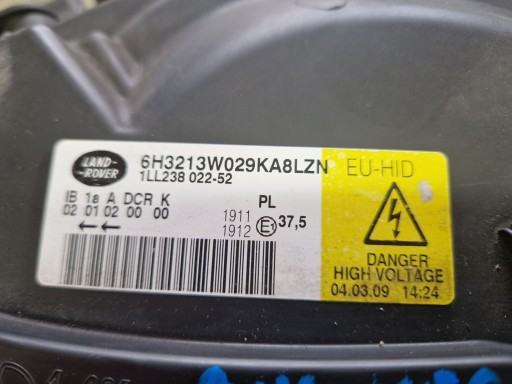 LAND-
ROVER
6H3213W029KA8LZN
1LL238 022-52
EU-HID
IB 1a A DCR K
02 01 02 00 00
PL
1911
1912
E1 37,5
DANGER
HIGH VOLTAGE
04.03.09 14:24